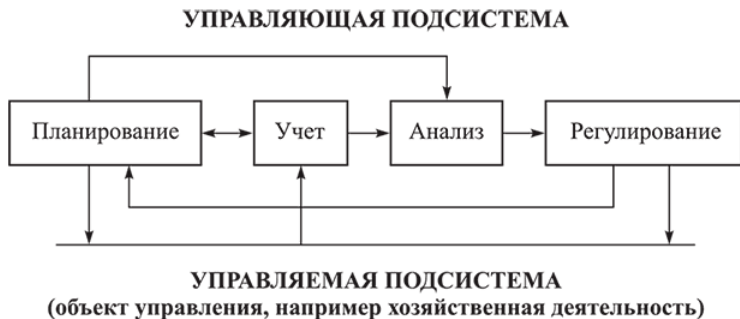 УПРАВЛЯЮЩАЯ ПОДСИСТЕМА
Планирование
Учет
Анализ
Регулирование
УПРАВЛЯЕМАЯ ПОДСИСТЕМА
(объект управления, например хозяйственная деятельность)